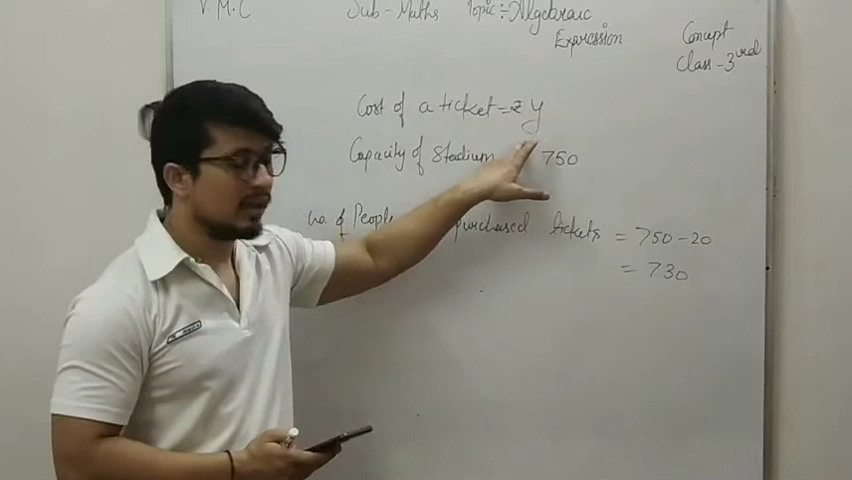 V.M.C Sub-Maths Topic:-Algebraic
Expression
Concept
Class-3rd
Cost of a ticket = ₹ y
Capacity of Stadium 750
no. of People purchased tickets = 750-20
= 730